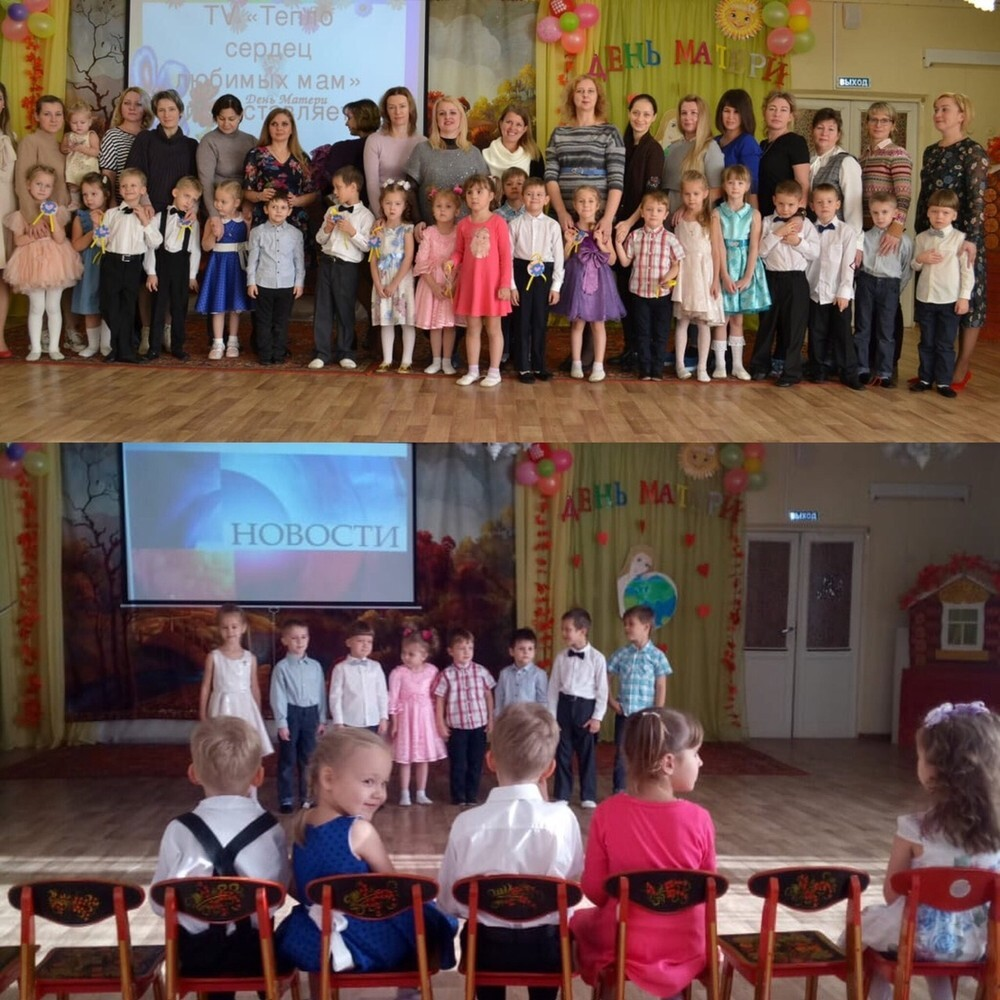 TV «Тепло
сердец
любимых мам»
День Матери
ДЕНЬ МАТЕРИ
ВЫХОД
НОВОСТИ
ДЕНЬ МАТЕРИ
ВЫХОД